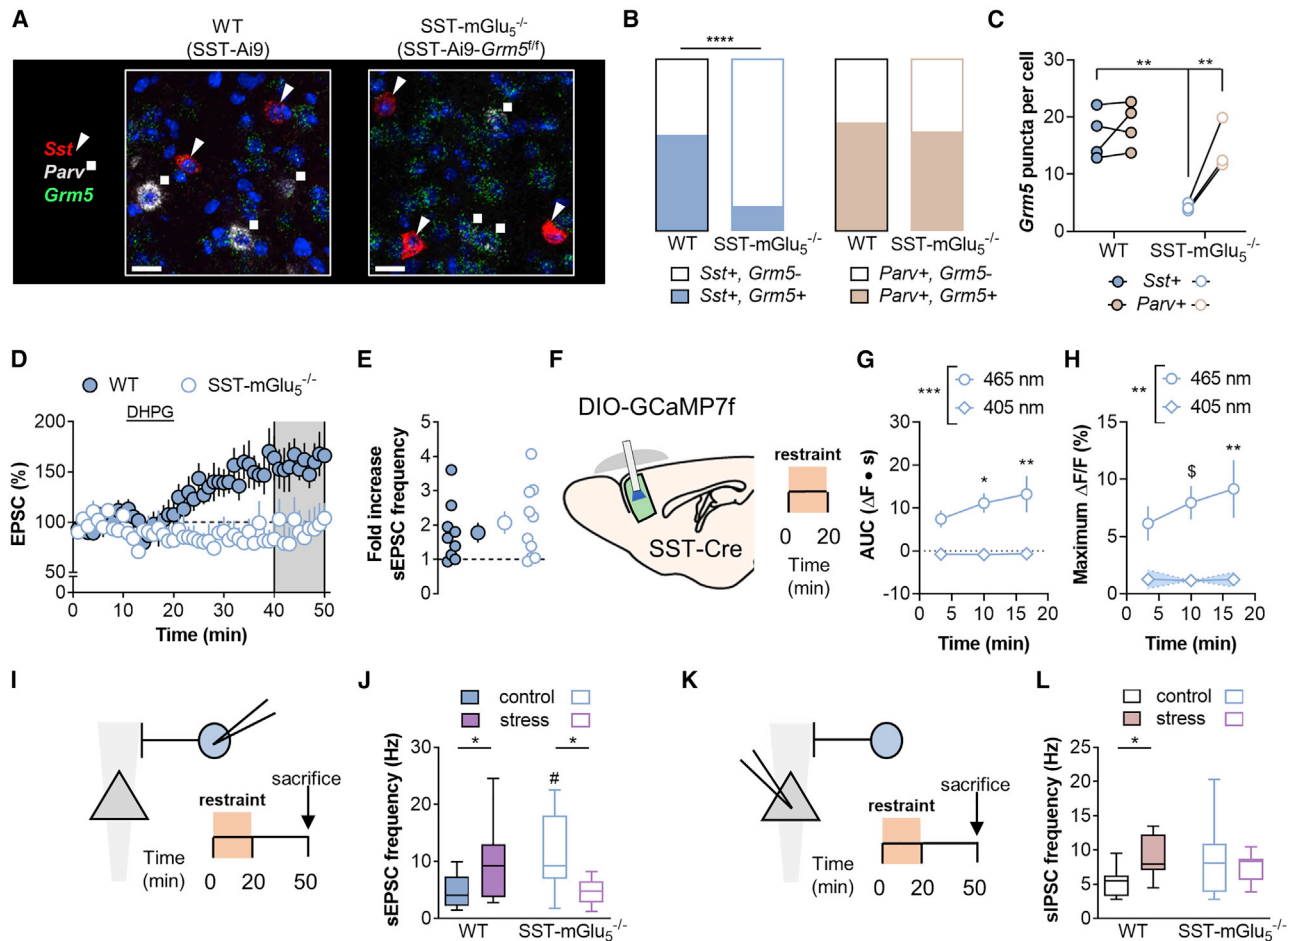 A
WT
(SST-Ai9)
SST-mGlu5-/-
(SST-Ai9-Grm5f/f)
Sst
Parv
Grm5
B
****
WT
SST-mGlu5-/-
WT
SST-mGlu5-/-
Sst+, Grm5-
Sst+, Grm5+
Parv+, Grm5-
Parv+, Grm5+
C
Grm5 puncta per cell
30
20
10
0
**
**
WT
SST-mGlu5-/-
Sst+
Parv+
D
WT
SST-mGlu5-/-
DHPG
EPSC (%)
200
150
100
50
0
0 10 20 30 40 50
Time (min)
E
Fold increase
sEPSC frequency
5
4
3
2
1
0
F
DIO-GCaMP7f
SST-Cre
restraint
0 20
Time
(min)
G
***
465 nm
405 nm
AUC (ΔF • s)
30
20
10
0
-10
*
**
0 5 10 15 20
Time (min)
H
**
465 nm
405 nm
Maximum ΔF/F (%)
15
10
5
0
$
**
0 5 10 15 20
Time (min)
I
sacrifice
restraint
Time
(min)
0 20 50
J
control
stress
sEPSC frequency (Hz)
30
20
10
0
*
*
#
WT
SST-mGlu5-/-
K
sacrifice
restraint
Time
(min)
0 20 50
L
control
stress
sIPSC frequency (Hz)
25
20
15
10
5
0
*
WT
SST-mGlu5-/-